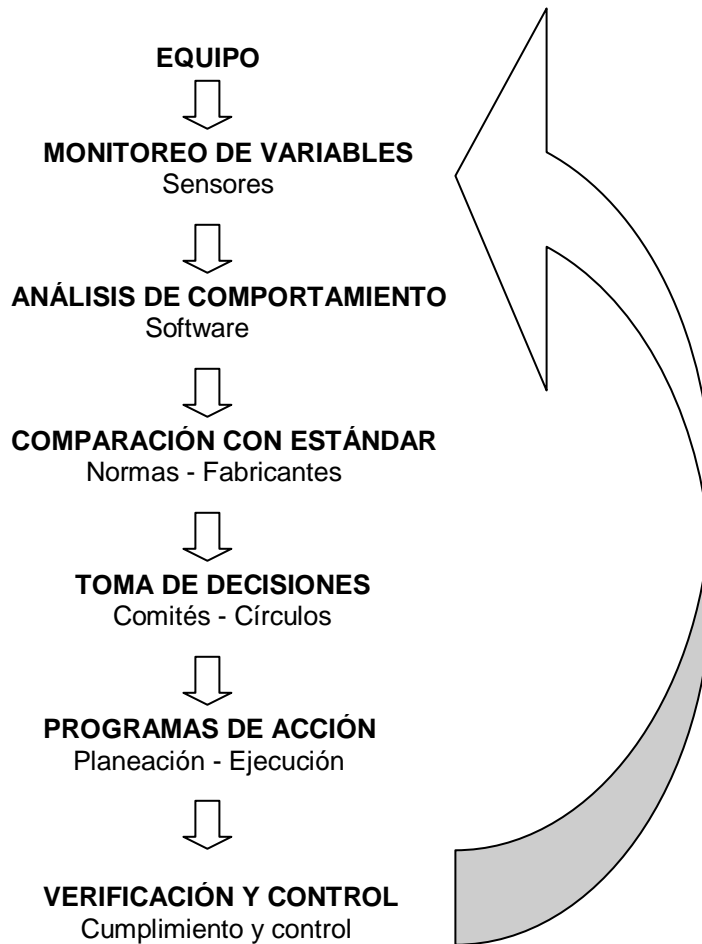 EQUIPO
MONITOREO DE VARIABLES
Sensores
ANÁLISIS DE COMPORTAMIENTO
Software
COMPARACIÓN CON ESTÁNDAR
Normas - Fabricantes
TOMA DE DECISIONES
Comités - Círculos
PROGRAMAS DE ACCIÓN
Planeación - Ejecución
VERIFICACIÓN Y CONTROL
Cumplimiento y control